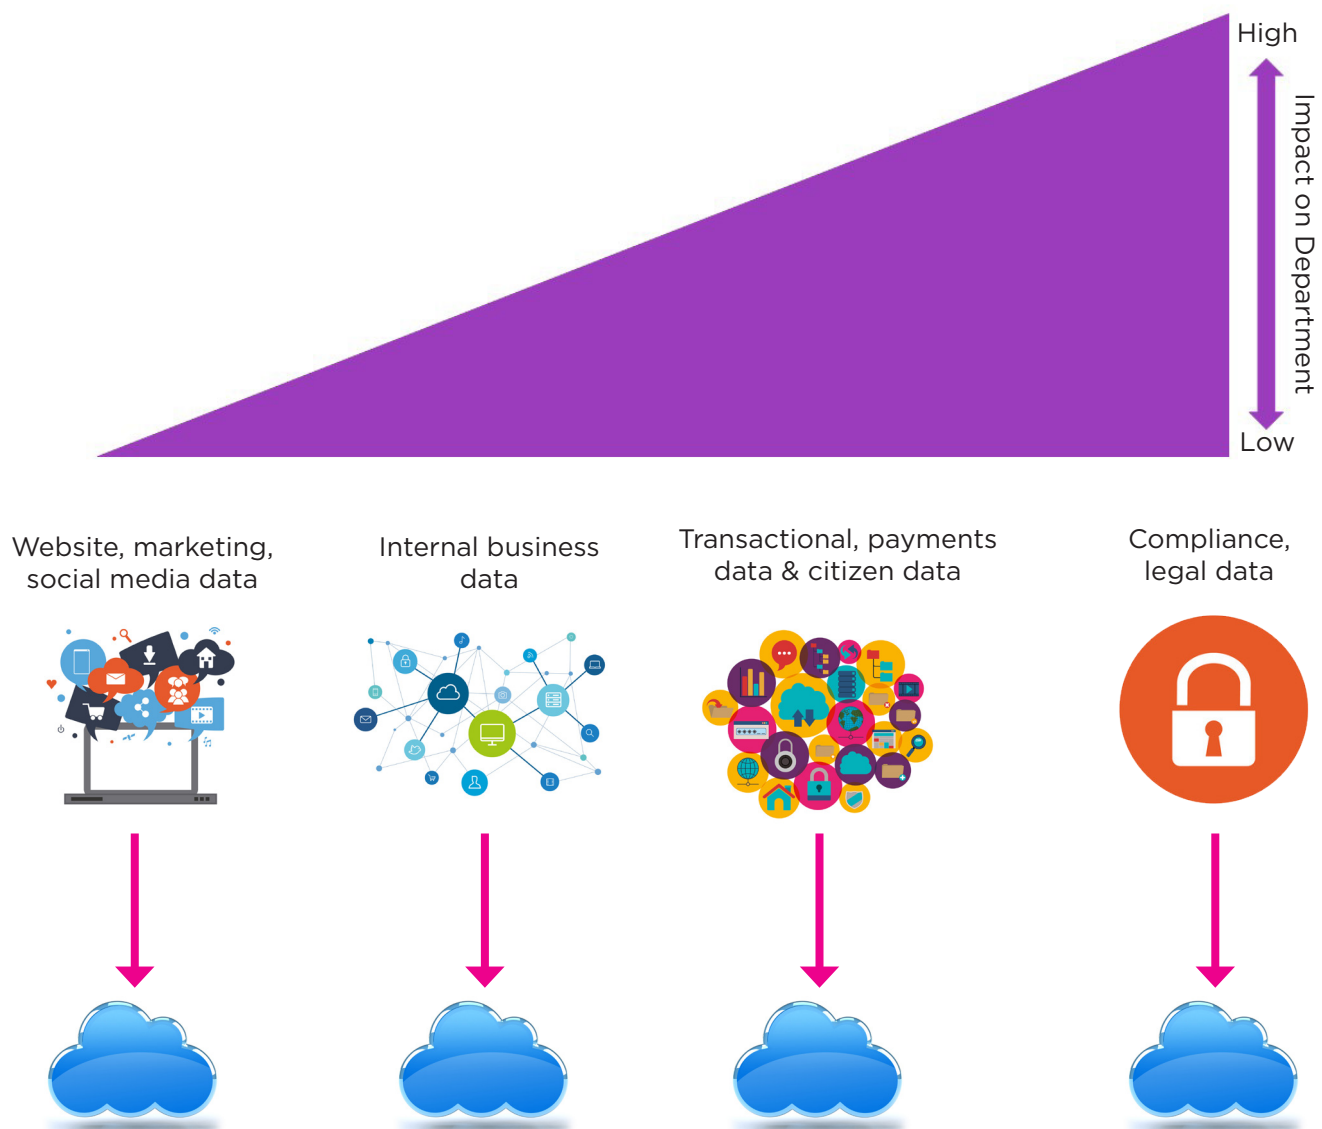 High
Impact on Department
Low
Website, marketing,
social media data
Internal business
data
Transactional, payments
data & citizen data
Compliance,
legal data